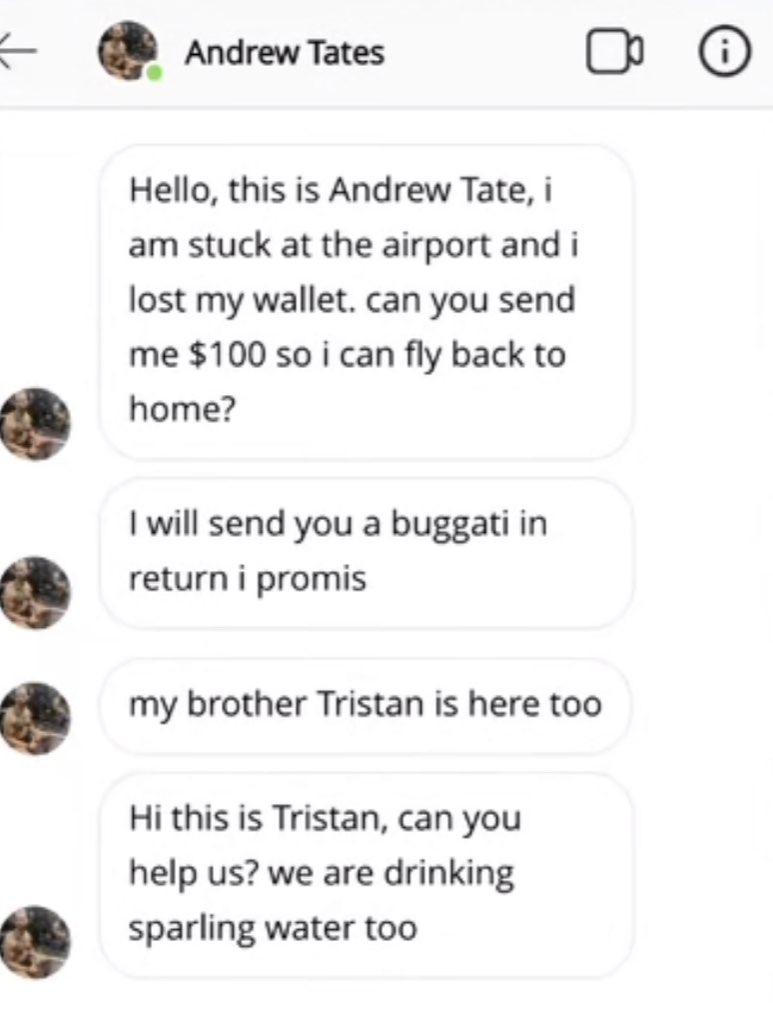 Andrew Tates
Hello, this is Andrew Tate, i
am stuck at the airport and i
lost my wallet. can you send
me $100 so i can fly back to
home?
I will send you a buggati in
return i promis
my brother Tristan is here too
Hi this is Tristan, can you
help us? we are drinking
sparling water too